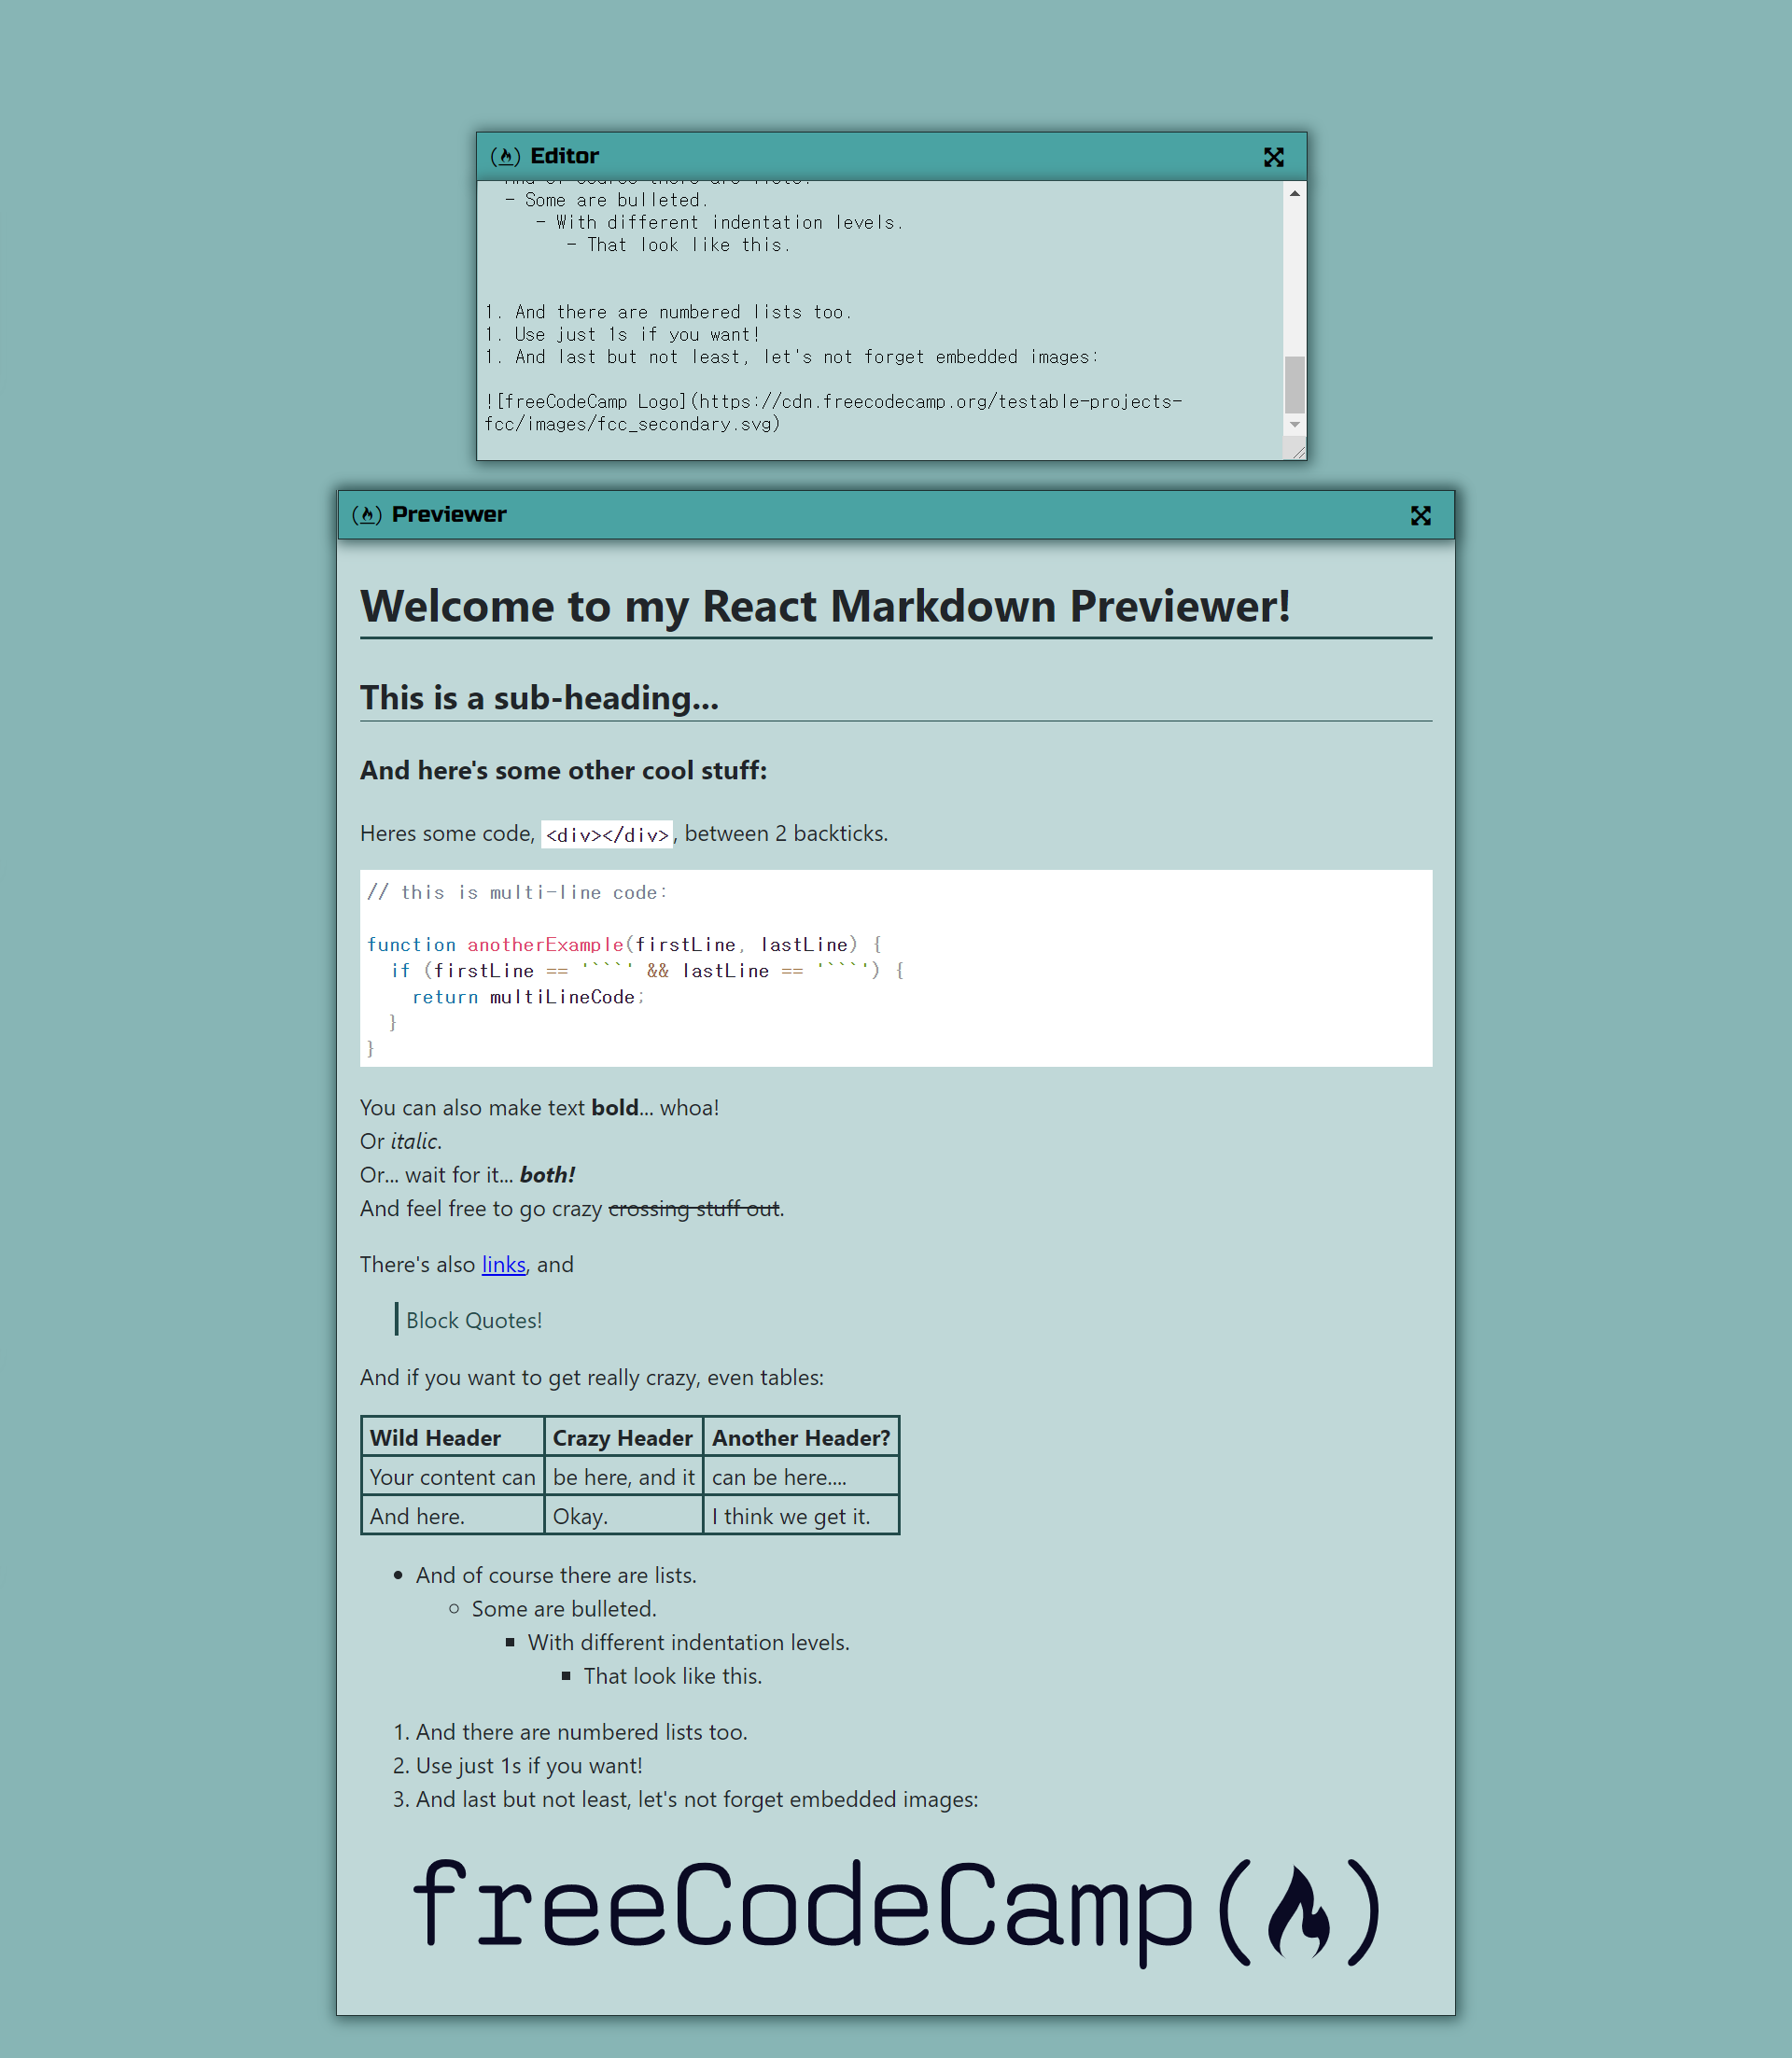 Editor
And of course there are lists.
- Some are bulleted.
- With different indentation levels.
- That look like this.
1. And there are numbered lists too.
1. Use just 1s if you want!
1. And last but not least, let's not forget embedded images:
![freeCodeCamp Logo](https://cdn.freecodecamp.org/testable-projects-
fcc/images/fcc_secondary.svg)
Previewer
Welcome to my React Markdown Previewer!
This is a sub-heading...
And here's some other cool stuff:
Heres some code, <div></div>, between 2 backticks.
// this is multi-line code:
function anotherExample(firstLine, lastLine) {
if (firstLine == '```' && lastLine == '```') {
return multiLineCode;
}
}
You can also make text bold... whoa!
Or italic.
Or... wait for it... both!
And feel free to go crazy crossing stuff out.
There's also links, and
Block Quotes!
And if you want to get really crazy, even tables:
Wild Header Crazy Header Another Header?
Your content can be here, and it can be here....
And here. Okay. I think we get it.
And of course there are lists.
Some are bulleted.
With different indentation levels.
That look like this.
1. And there are numbered lists too.
2. Use just 1s if you want!
3. And last but not least, let's not forget embedded images:
freeCodeCamp